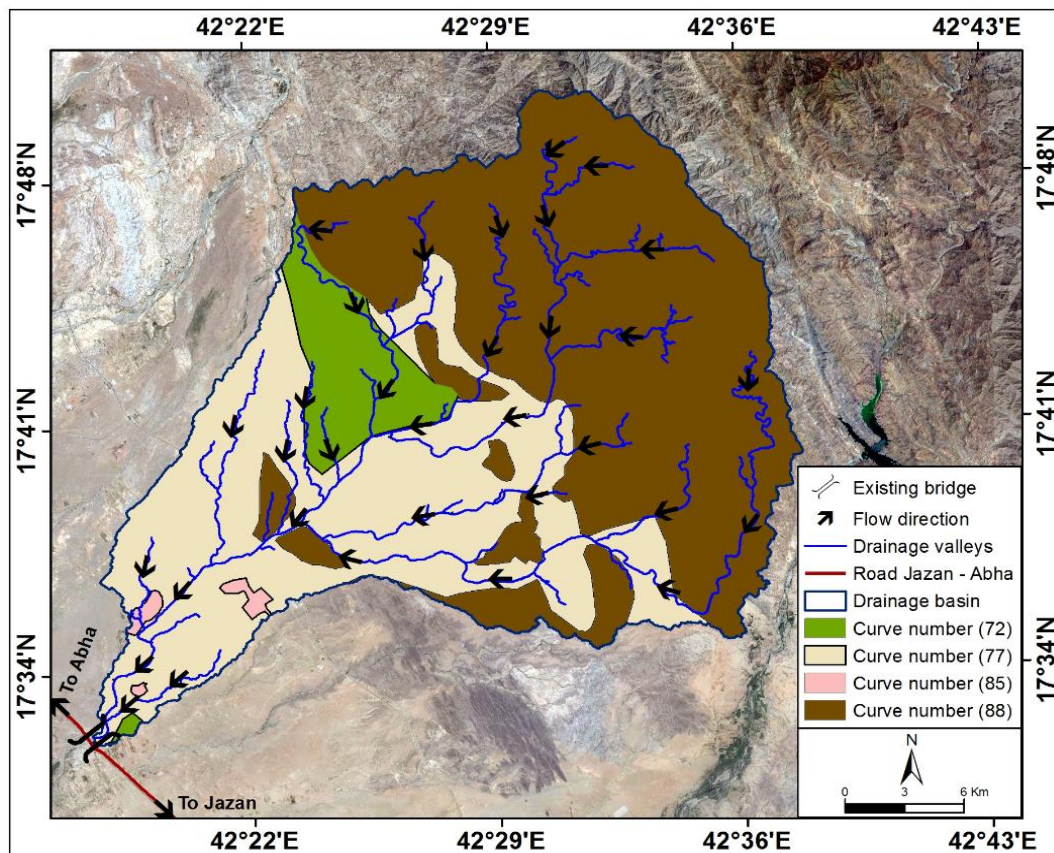 42°22'E 42°29'E 42°36'E 42°43'E
17°48'N 17°48'N
17°41'N 17°41'N
17°34'N 17°34'N
To Abha
To Jazan
Existing bridge
Flow direction
Drainage valleys
Road Jazan - Abha
Drainage basin
Curve number (72)
Curve number (77)
Curve number (85)
Curve number (88)
N
0 3 6 Km
42°22'E 42°29'E 42°36'E 42°43'E